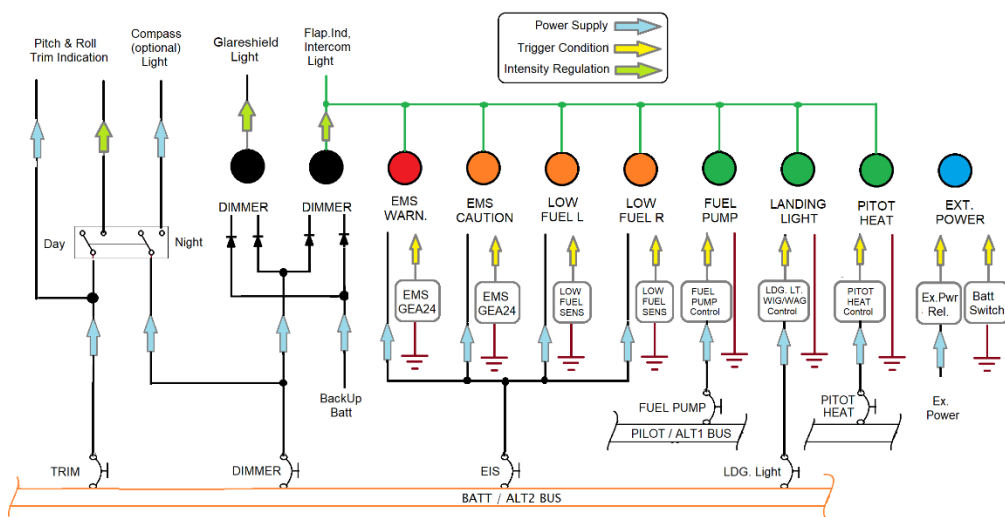 Pitch & Roll
Trim Indication
Compass
(optional)
Light
Glareshield
Light
Flap.Ind,
Intercom
Light
Power Supply
Trigger Condition
Intensity Regulation
DIMMER
DIMMER
EMS
WARN.
EMS
CAUTION
LOW
FUEL L
LOW
FUEL R
FUEL
PUMP
LANDING
LIGHT
PITOT
HEAT
EXT.
POWER
Day
Night
EMS
GEA24
EMS
GEA24
LOW
FUEL
SENS
LOW
FUEL
SENS
FUEL
PUMP
Control
LDG. LT.
WIG/WAG
Control
PITOT
HEAT
Control
Ex.Pwr
Rel.
Batt
Switch
BackUp
Batt
FUEL PUMP
PILOT / ALT1 BUS
PITOT
HEAT
Ex.
Power
TRIM
DIMMER
EIS
LDG. Light
BATT / ALT2 BUS